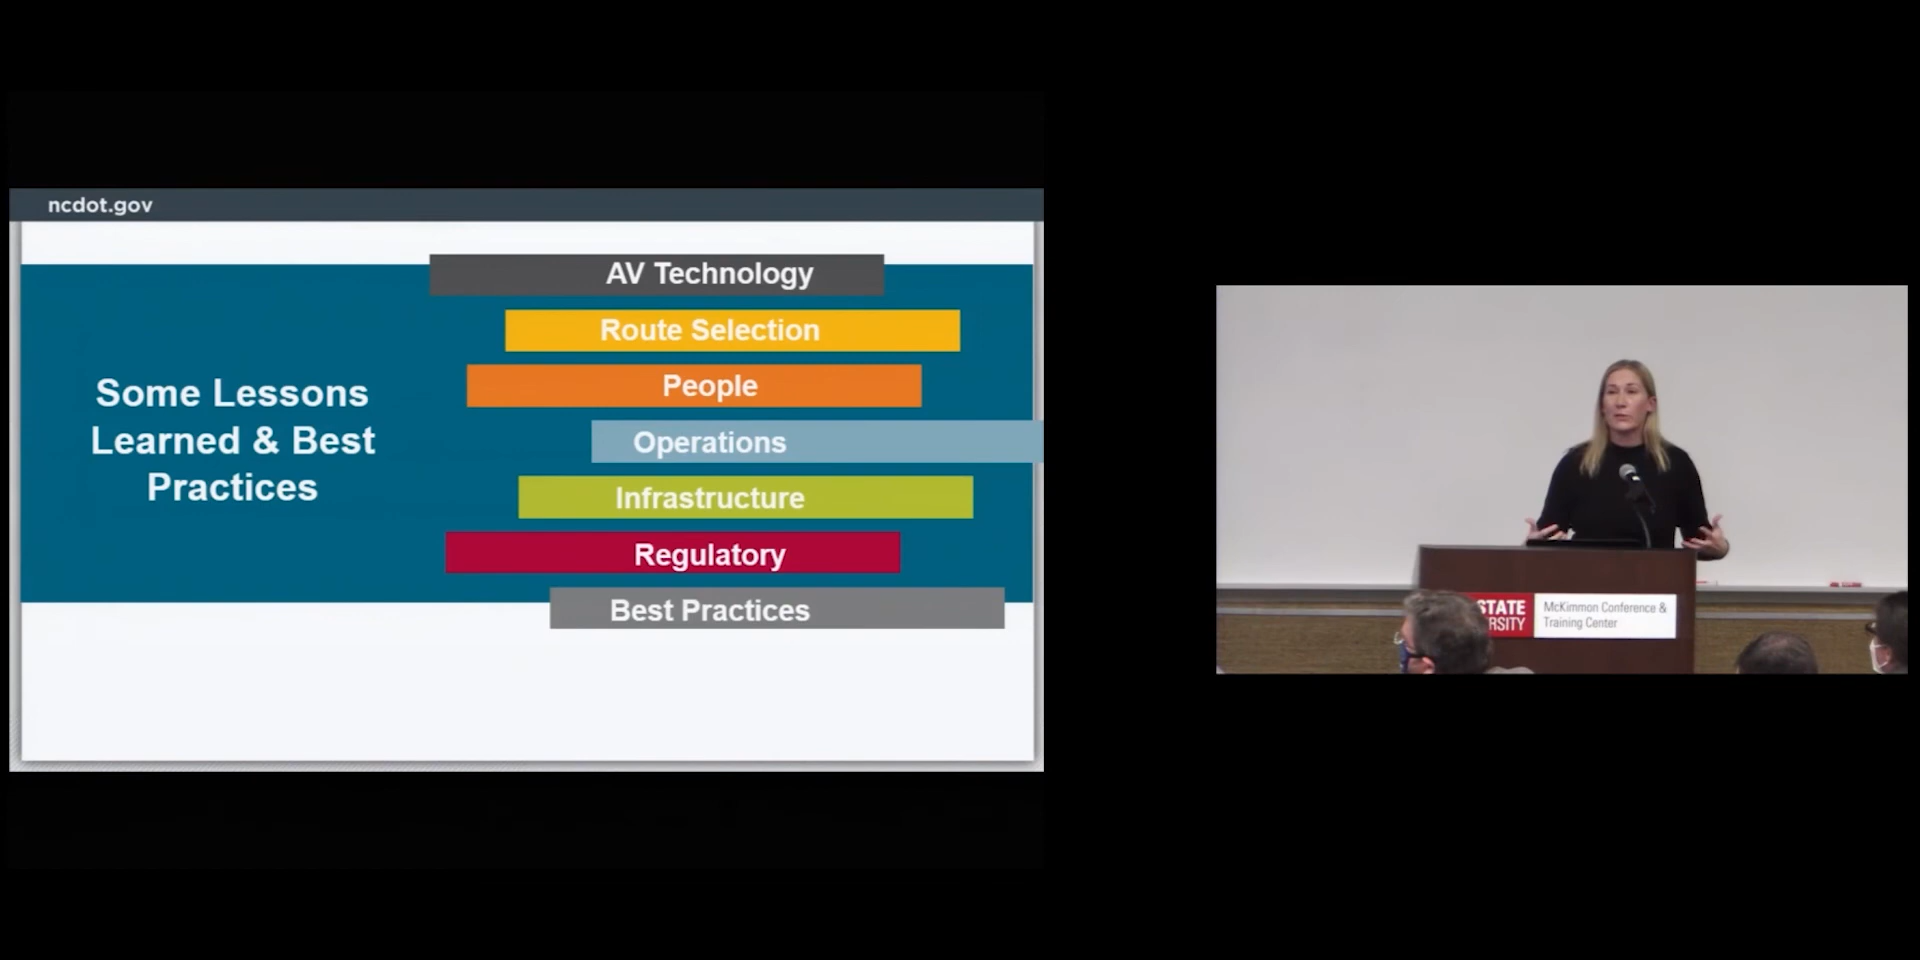 ncdot.gov
Some Lessons
Learned & Best
Practices
AV Technology
Route Selection
People
Operations
Infrastructure
Regulatory
Best Practices
STATE
McKimmon Conference &
Training Center